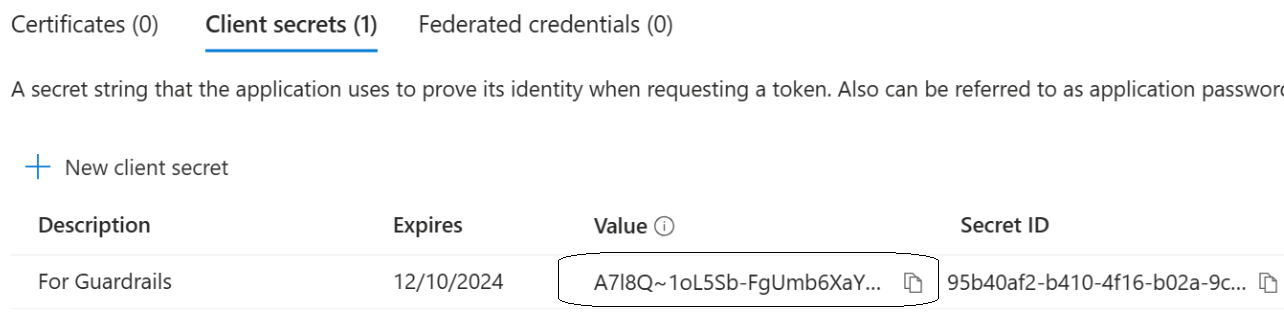 Certificates (0) Client secrets (1) Federated credentials (0)
A secret string that the application uses to prove its identity when requesting a token. Also can be referred to as application password
New client secret
Description Expires Value Secret ID
For Guardrails 12/10/2024 A7l8Q~1oL5Sb-FgUmb6XaY... 95b40af2-b410-4f16-b02a-9c...